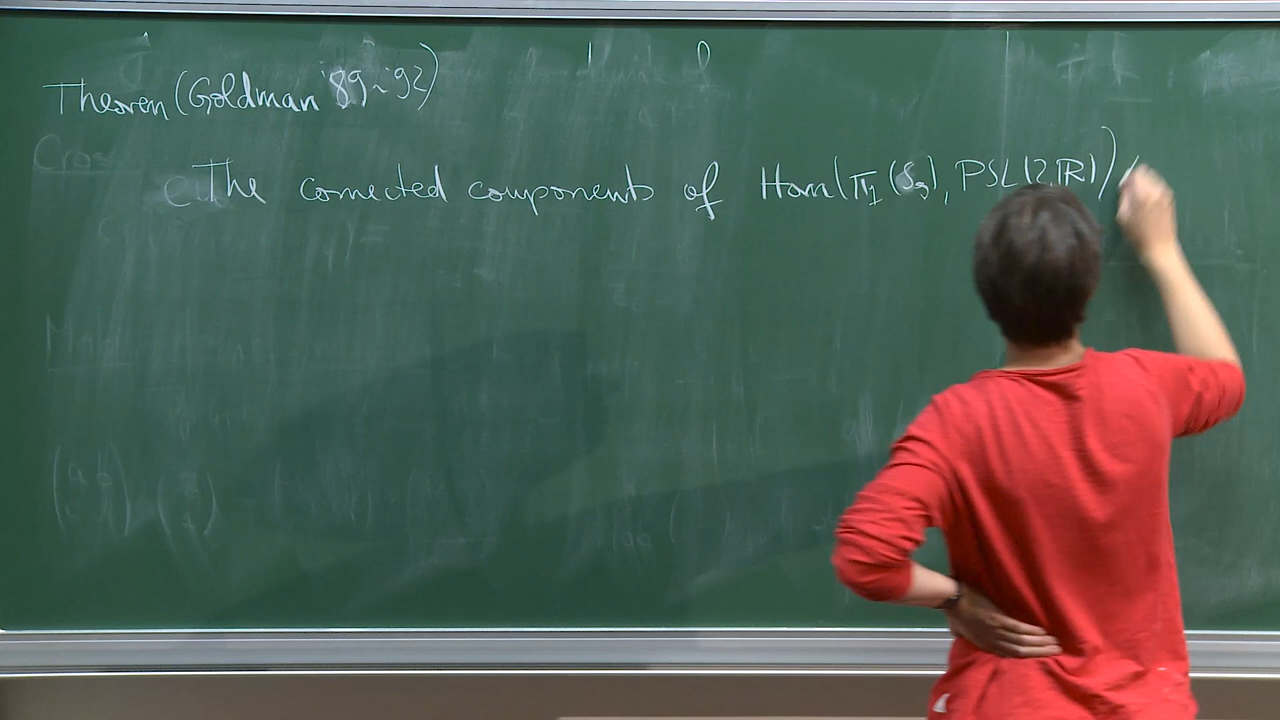 Theorem (Goldman '89~'92)
The connected components of Hom(π₁(Sg), PSL(2,ℝ))/